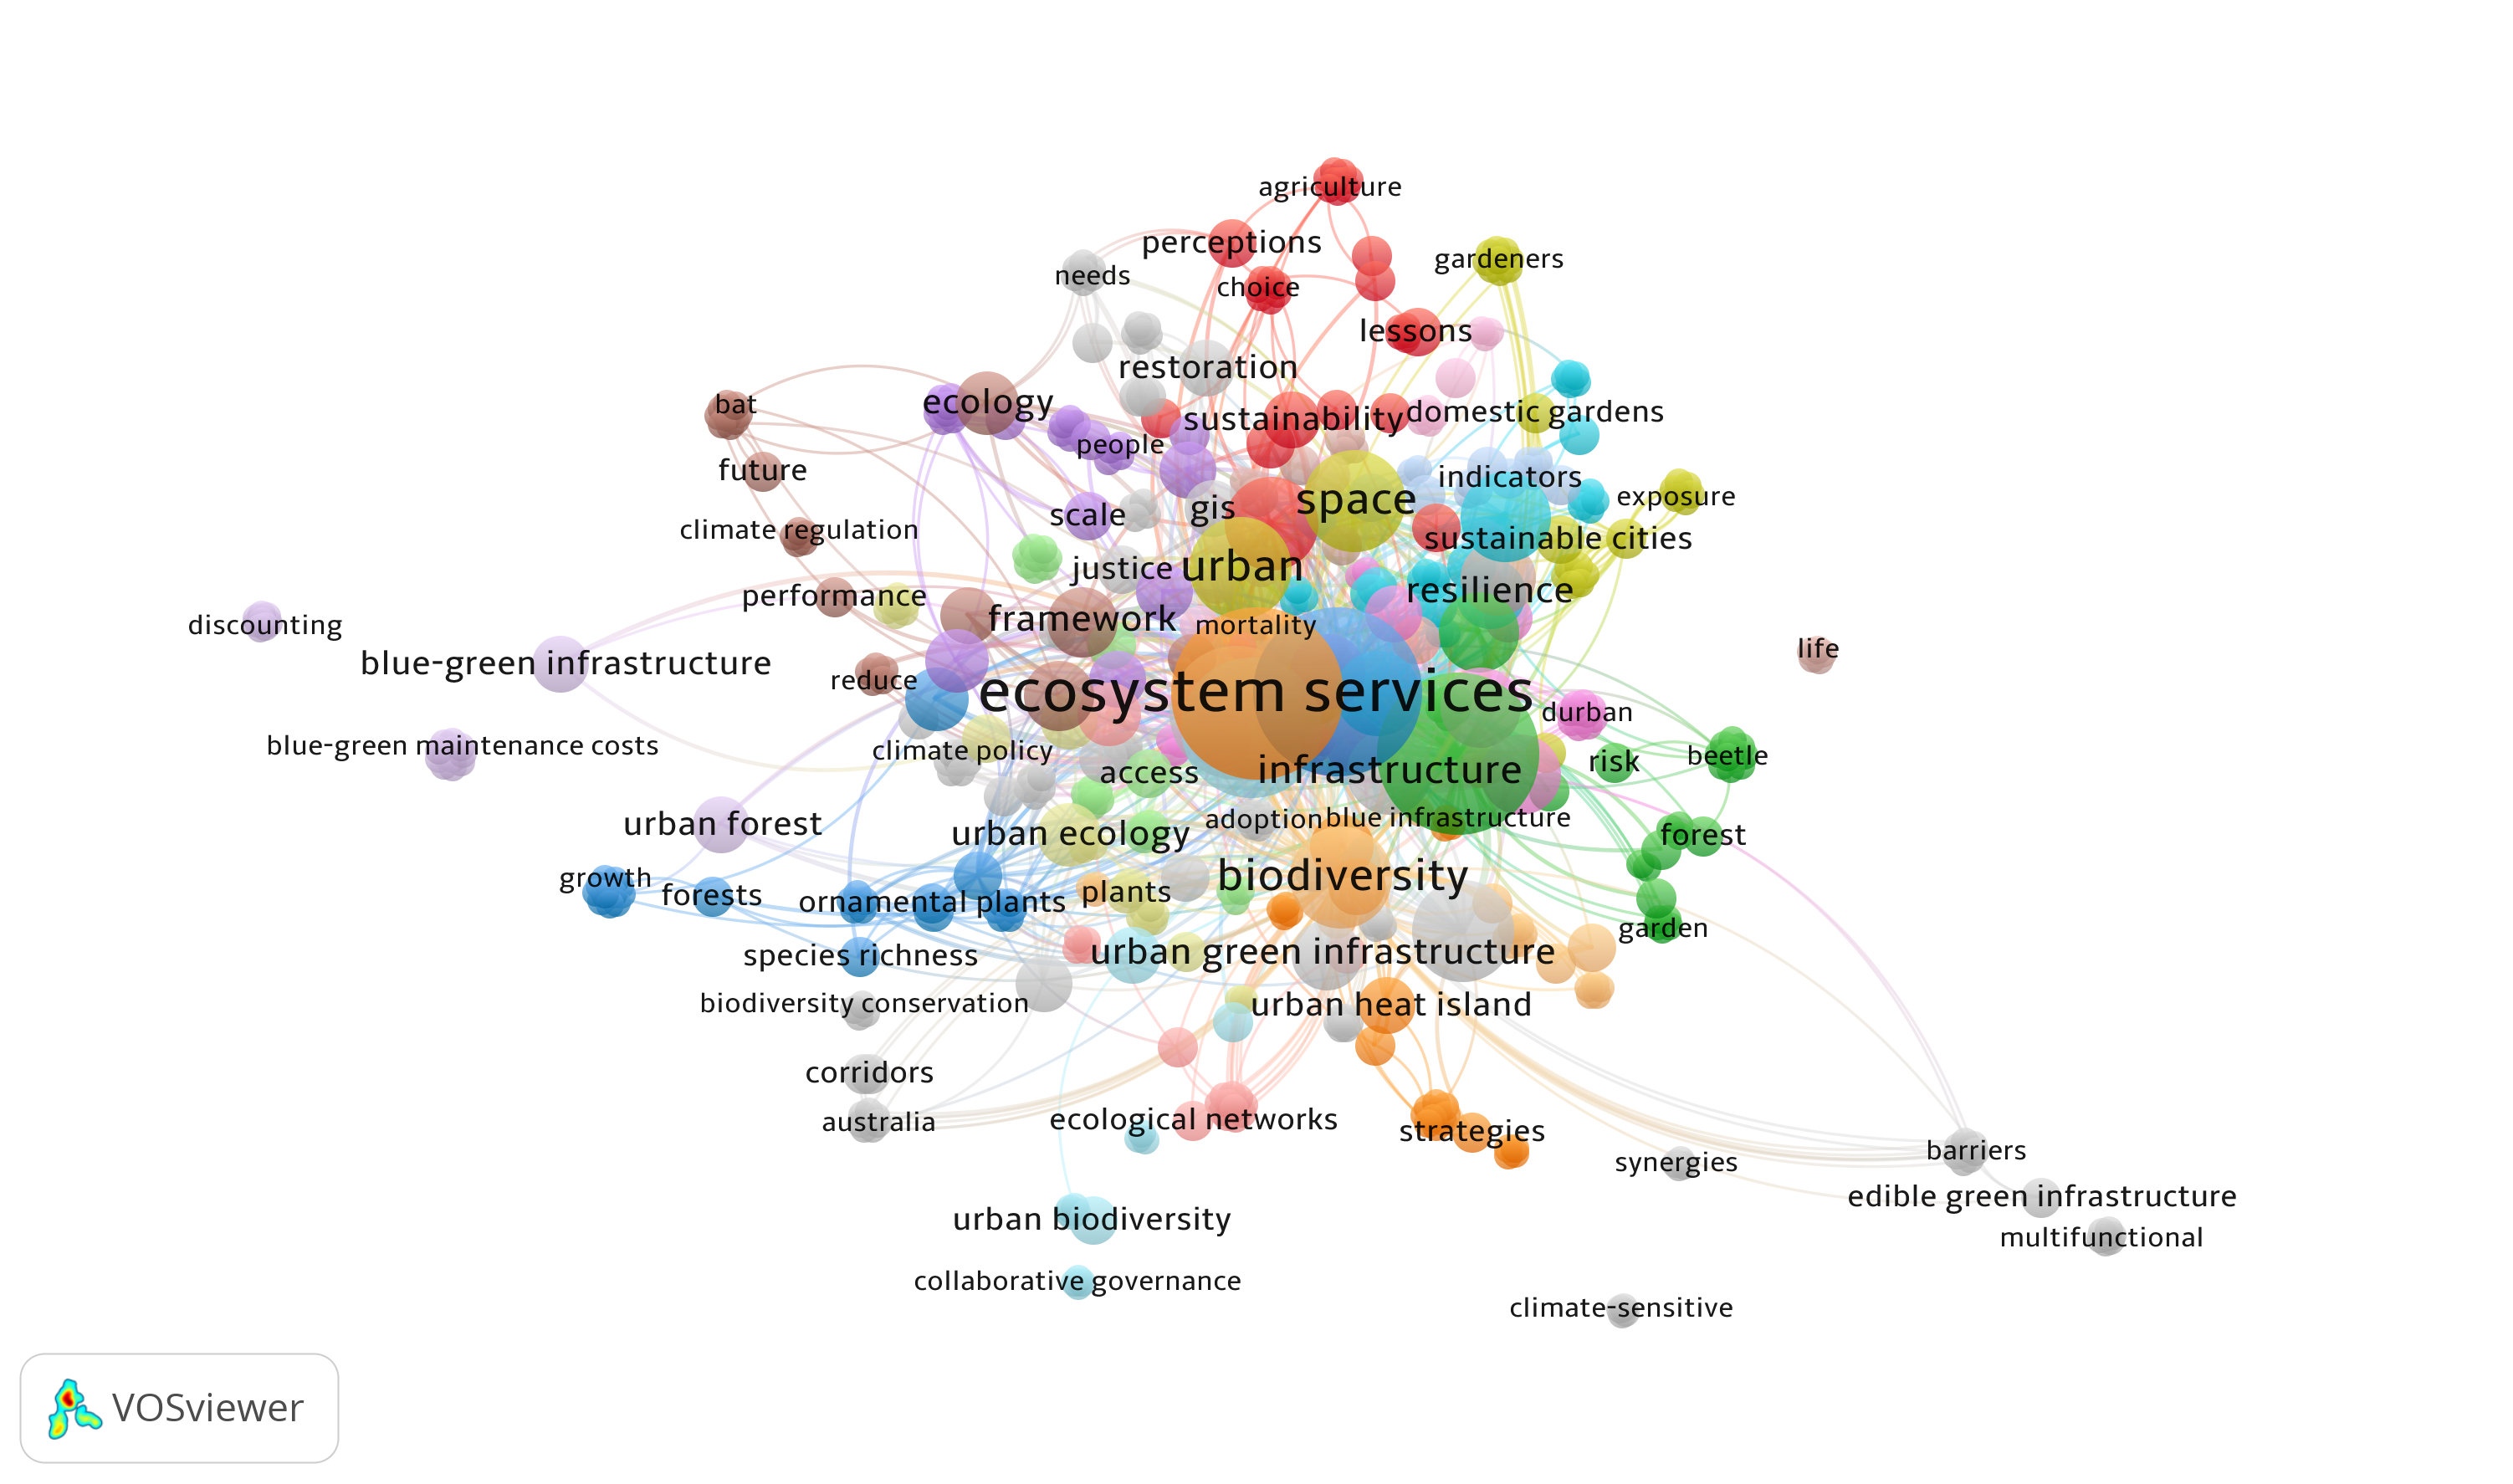 agriculture
perceptions
gardeners
needs
choice
lessons
restoration
bat
ecology
sustainability
domestic gardens
people
future
indicators
space
exposure
gis
scale
climate regulation
sustainable cities
justice
urban
resilience
performance
framework
mortality
discounting
life
blue-green infrastructure
reduce
ecosystem services
durban
blue-green maintenance costs
climate policy
risk
beetle
access
infrastructure
urban forest
urban ecology
adoption
blue infrastructure
forest
growth
forests
ornamental plants
plants
biodiversity
garden
species richness
urban green infrastructure
biodiversity conservation
urban heat island
corridors
australia
ecological networks
strategies
synergies
barriers
edible green infrastructure
urban biodiversity
multifunctional
collaborative governance
climate-sensitive
VOSviewer